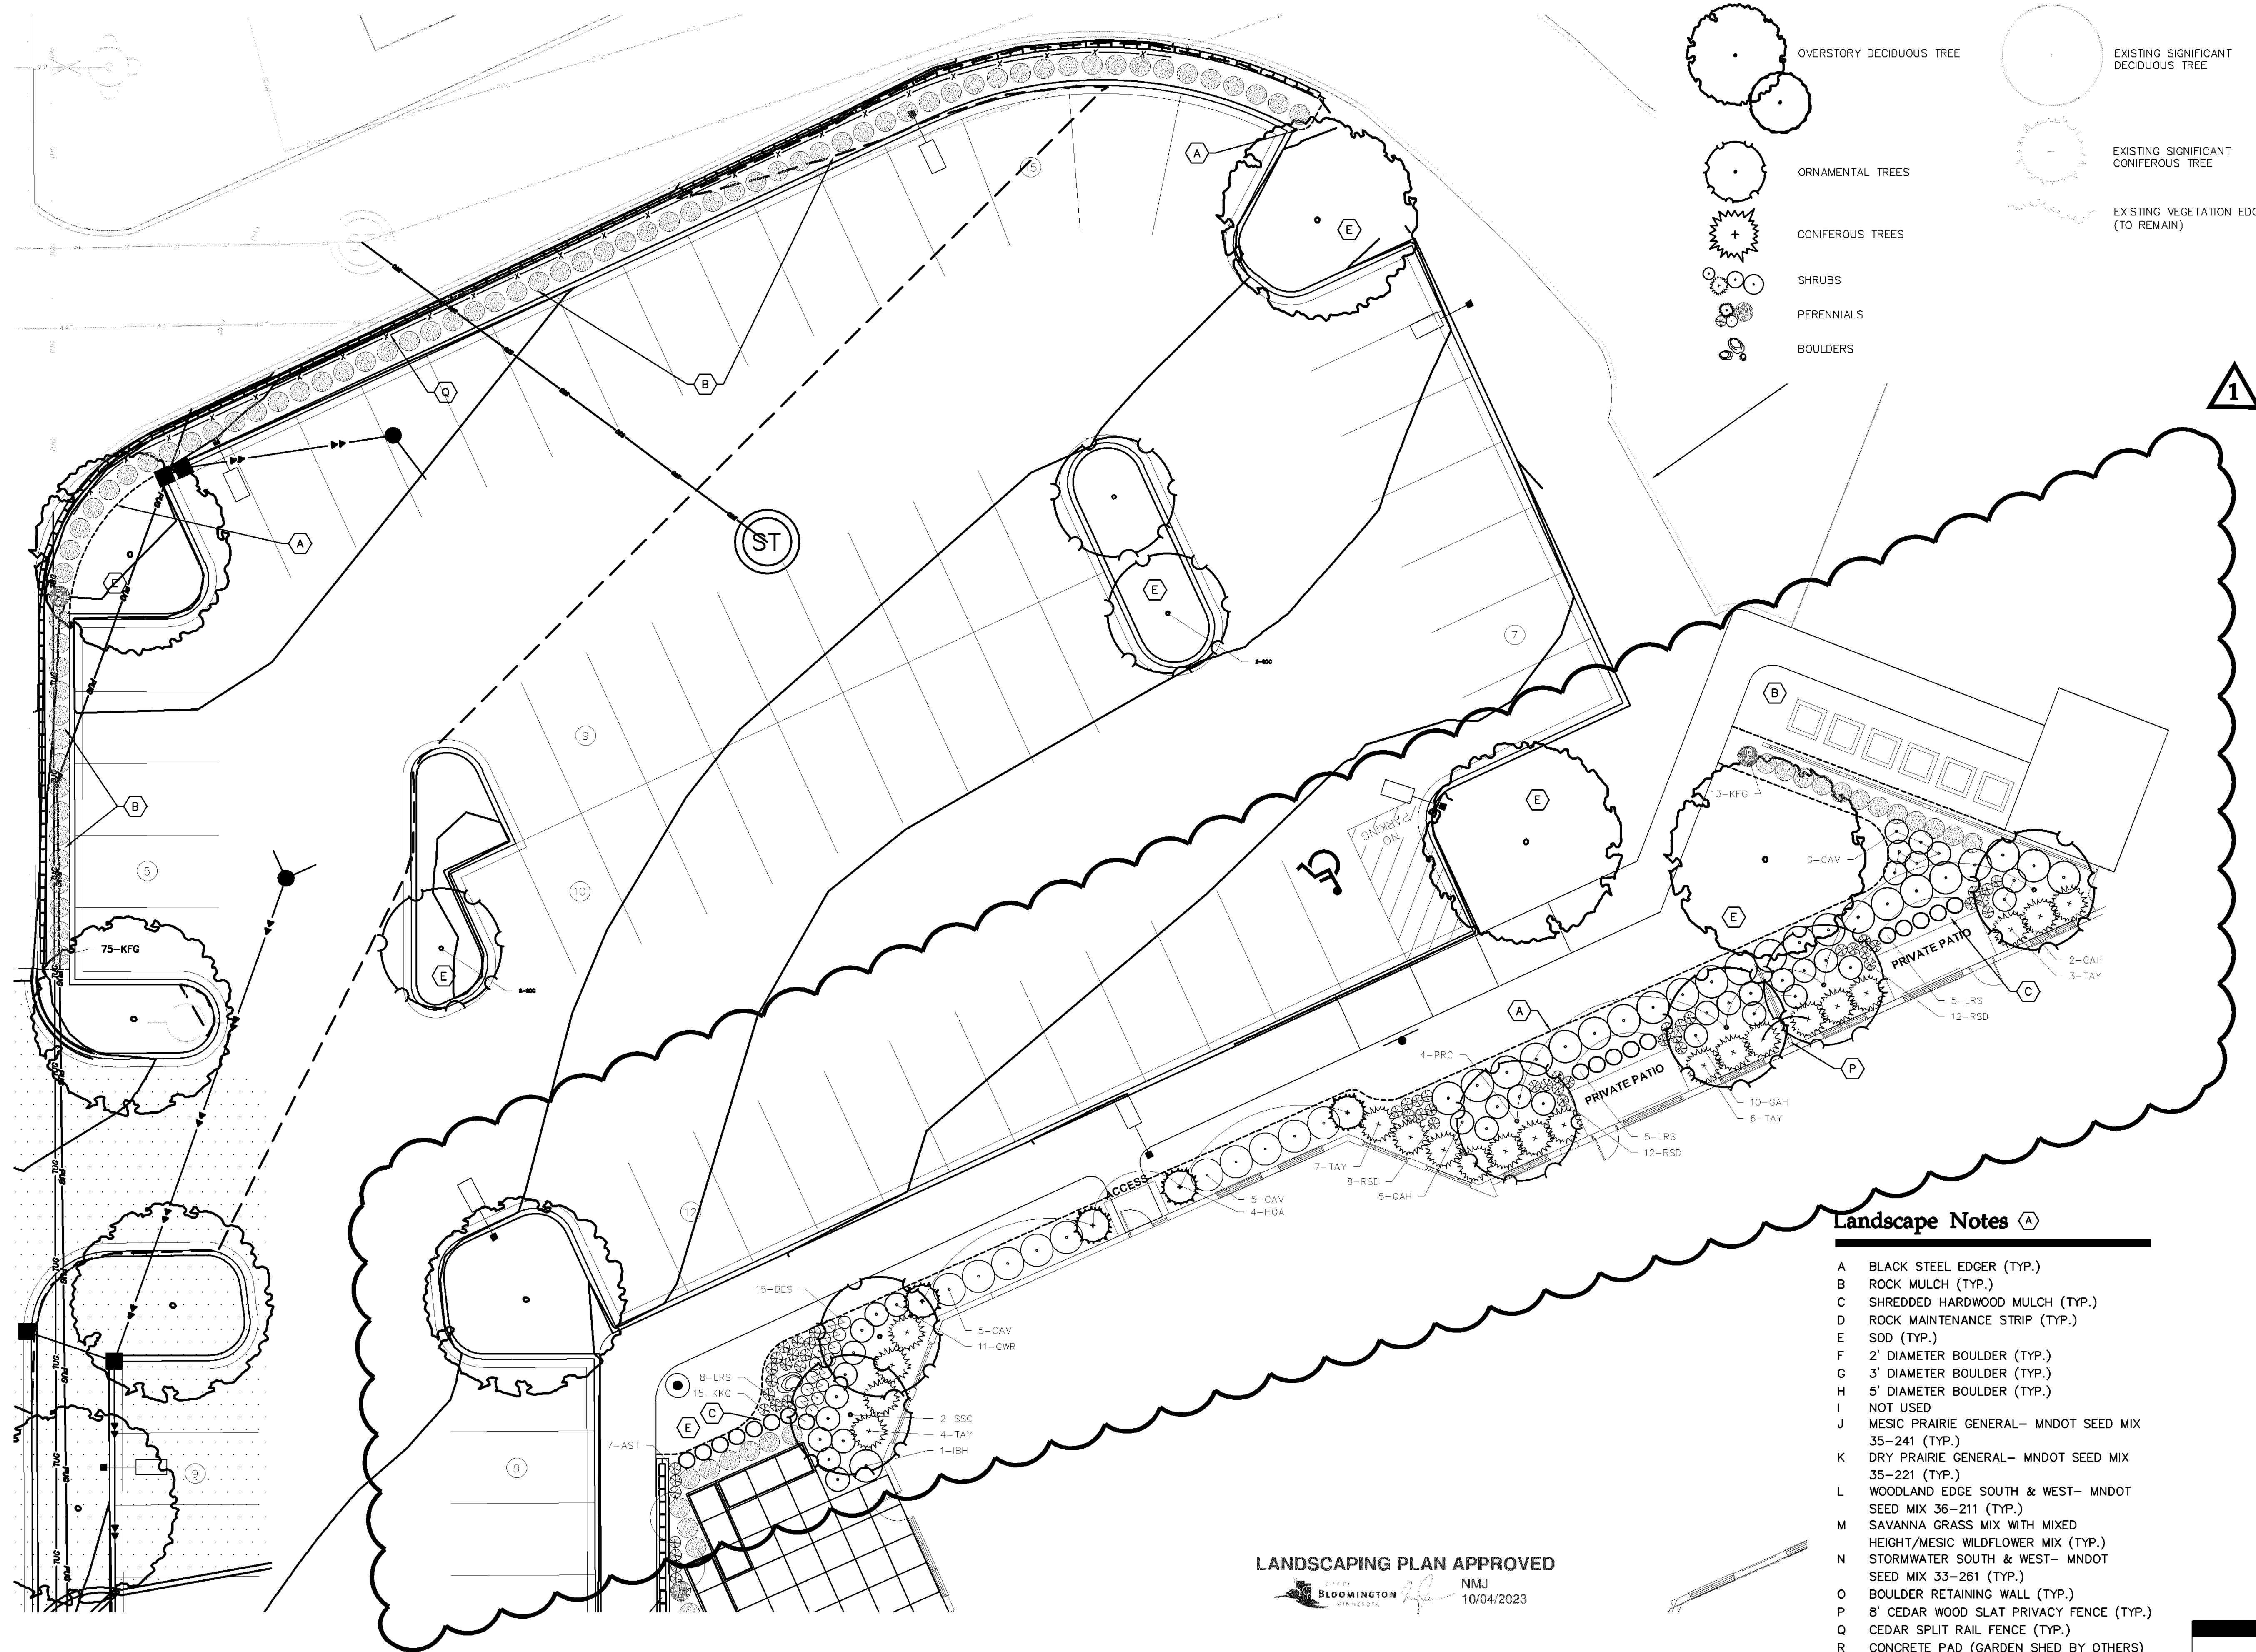 OVERSTORY DECIDUOUS TREE
EXISTING SIGNIFICANT
DECIDUOUS TREE
ORNAMENTAL TREES
EXISTING SIGNIFICANT
CONIFEROUS TREE
CONIFEROUS TREES
EXISTING VEGETATION EDG
(TO REMAIN)
SHRUBS
PERENNIALS
BOULDERS
1
A
15
E
B
Q
A
E
ST
E
7
9
B
B
13-KFG
5
10
NO
PARKING
E
6-CAV
E
75-KFG
E
PRIVATE PATIO
2-GAH
3-TAY
C
5-LRS
12-RSD
A
4-PRC
P
PRIVATE PATIO
10-GAH
6-TAY
5-LRS
12-RSD
7-TAY
8-RSD
5-GAH
ACCESS
5-CAV
4-HOA
12
15-BES
5-CAV
11-CWR
8-LRS
15-KKC
C
E
2-SSC
4-TAY
1-IBH
7-AST
9
9
LANDSCAPING PLAN APPROVED
CITY OF
BLOOMINGTON
MINNESOTA
NMJ
10/04/2023
Landscape Notes A
A BLACK STEEL EDGER (TYP.)
B ROCK MULCH (TYP.)
C SHREDDED HARDWOOD MULCH (TYP.)
D ROCK MAINTENANCE STRIP (TYP.)
E SOD (TYP.)
F 2' DIAMETER BOULDER (TYP.)
G 3' DIAMETER BOULDER (TYP.)
H 5' DIAMETER BOULDER (TYP.)
I NOT USED
J MESIC PRAIRIE GENERAL– MNDOT SEED MIX
35–241 (TYP.)
K DRY PRAIRIE GENERAL– MNDOT SEED MIX
35–221 (TYP.)
L WOODLAND EDGE SOUTH & WEST– MNDOT
SEED MIX 36–211 (TYP.)
M SAVANNA GRASS MIX WITH MIXED
HEIGHT/MESIC WILDFLOWER MIX (TYP.)
N STORMWATER SOUTH & WEST– MNDOT
SEED MIX 33–261 (TYP.)
O BOULDER RETAINING WALL (TYP.)
P 8' CEDAR WOOD SLAT PRIVACY FENCE (TYP.)
Q CEDAR SPLIT RAIL FENCE (TYP.)
R CONCRETE PAD (GARDEN SHED BY OTHERS)